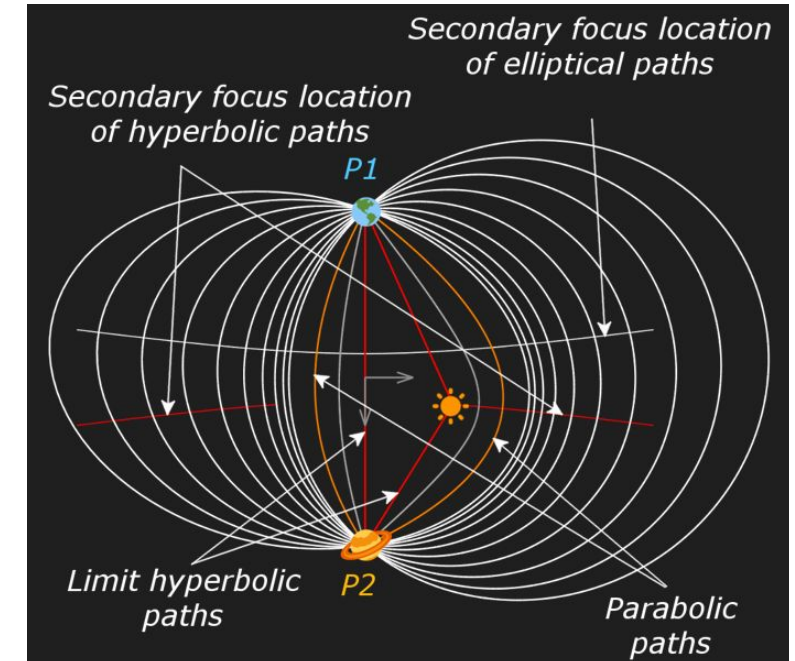 Secondary focus location
of elliptical paths
Secondary focus location
of hyperbolic paths
P1
Limit hyperbolic
paths
P2
Parabolic
paths